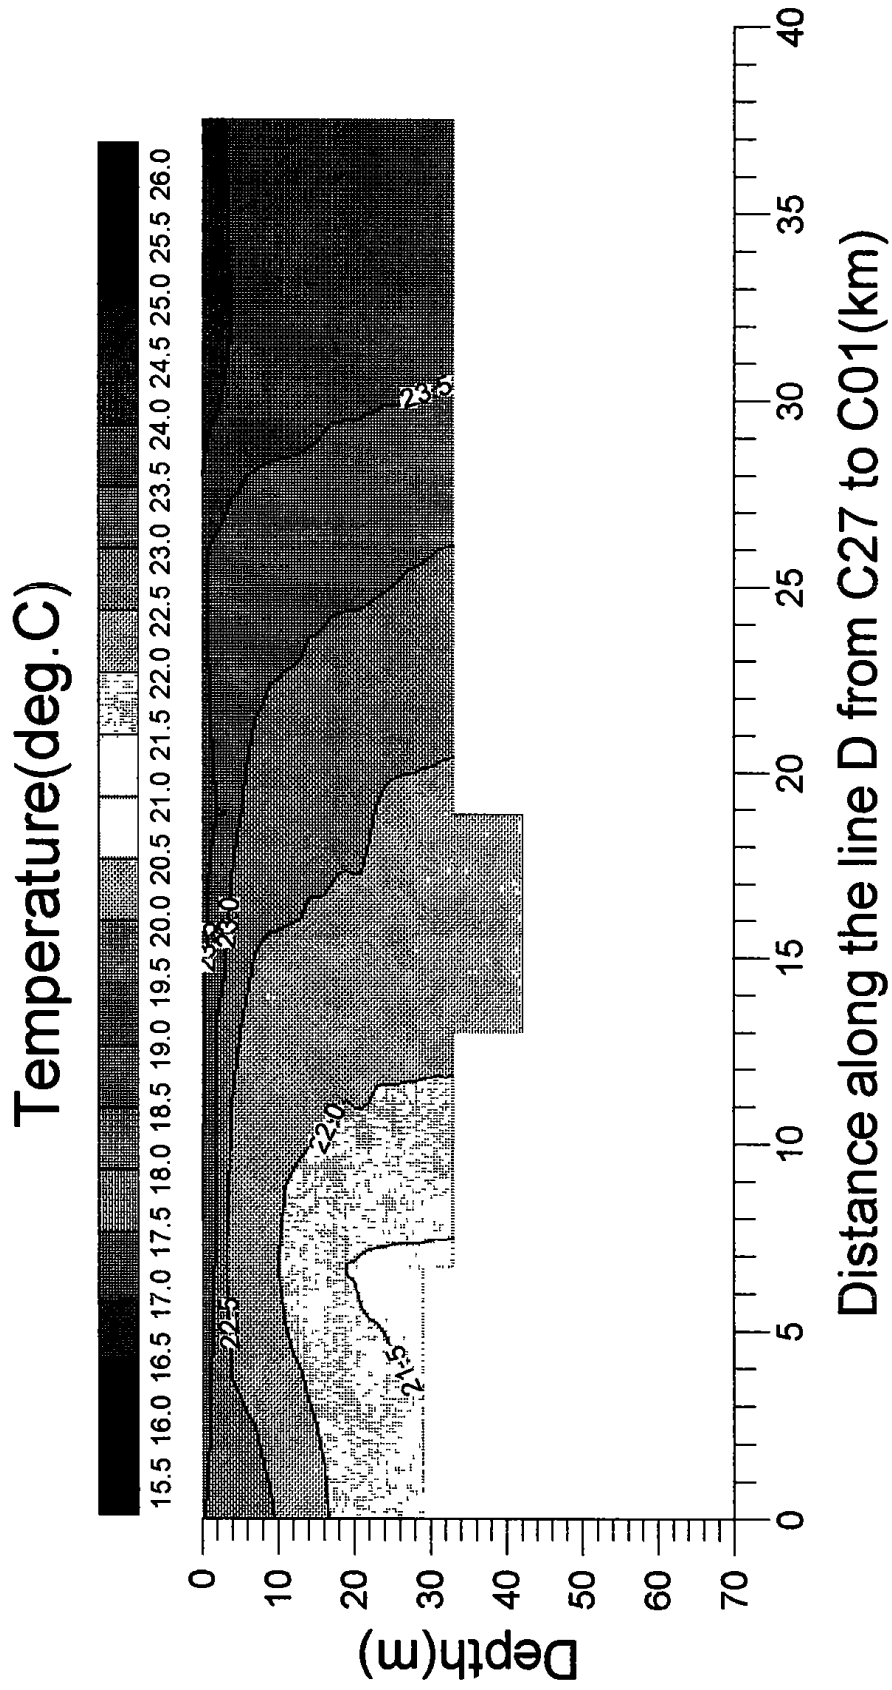 Temperature(deg.C)
15.5 16.0 16.5 17.0 17.5 18.0 18.5 19.0 19.5 20.0 20.5 21.0 21.5 22.0 22.5 23.0 23.5 24.0 24.5 25.0 25.5 26.0
Depth(m)
0
10
20
30
40
50
60
70
23.0
22.5
22.0
23.5
21.5
0 5 10 15 20 25 30 35 40
Distance along the line D from C27 to C01(km)